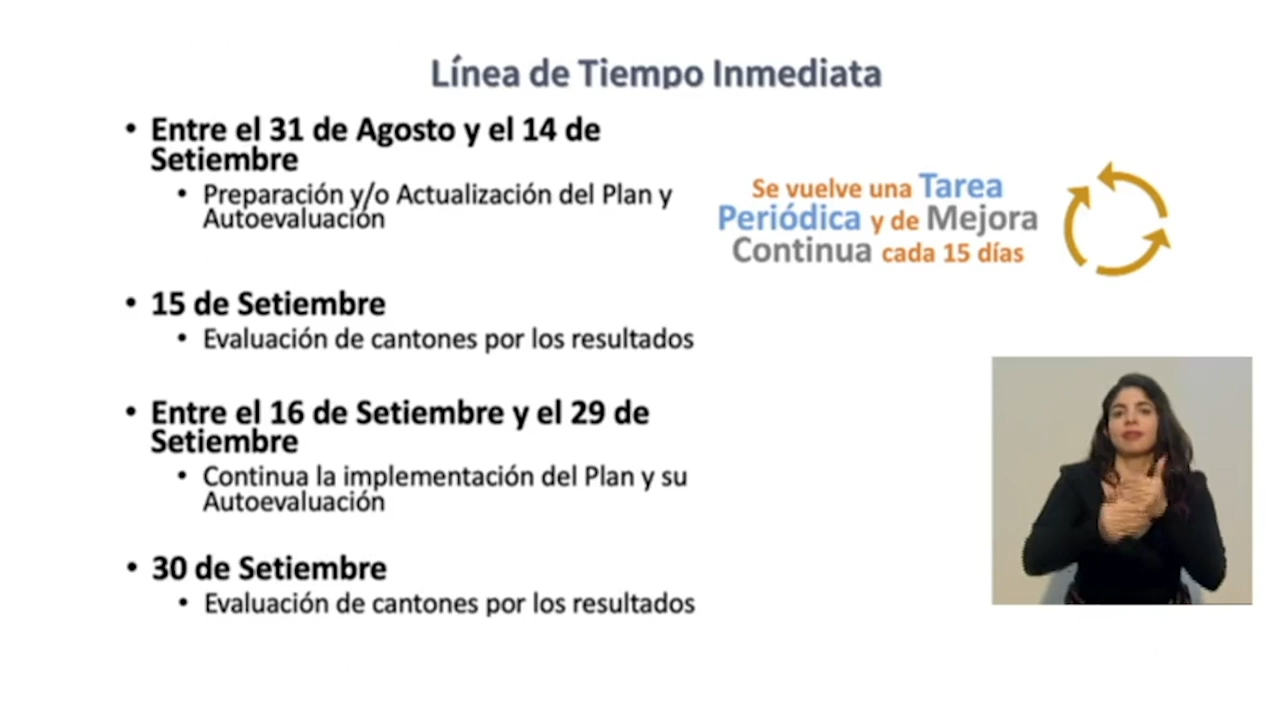 Línea de Tiempo Inmediata
• Entre el 31 de Agosto y el 14 de
Setiembre
• Preparación y/o Actualización del Plan y
Autoevaluación
Se vuelve una Tarea
Periódica y de Mejora
Continua cada 15 días
• 15 de Setiembre
• Evaluación de cantones por los resultados
• Entre el 16 de Setiembre y el 29 de
Setiembre
• Continua la implementación del Plan y su
Autoevaluación
• 30 de Setiembre
• Evaluación de cantones por los resultados